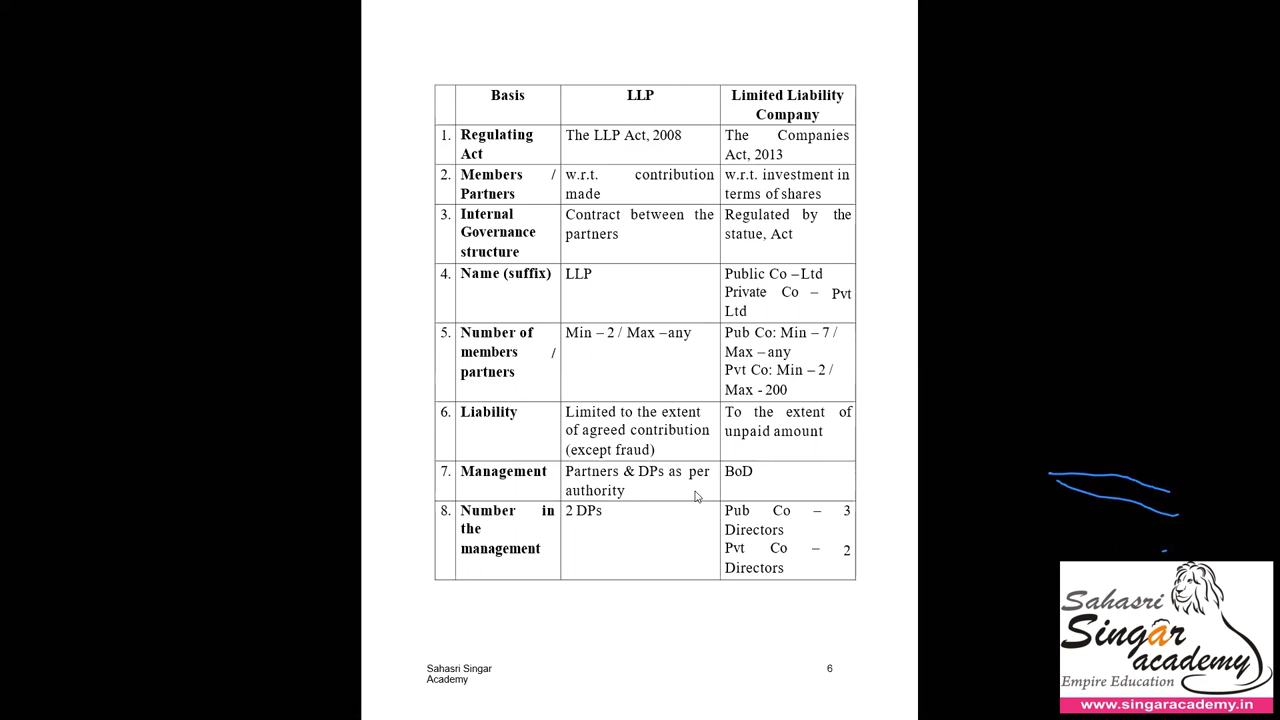 Basis LLP Limited Liability
Company
1. Regulating The LLP Act, 2008 The Companies
Act Act, 2013
2. Members / w.r.t. contribution w.r.t. investment in
Partners made terms of shares
3. Internal Contract between the Regulated by the
Governance partners statue, Act
structure
4. Name (suffix) LLP Public Co – Ltd
Private Co – Pvt
Ltd
5. Number of Min – 2 / Max – any Pub Co: Min – 7 /
members / Max – any
partners Pvt Co: Min – 2 /
Max - 200
6. Liability Limited to the extent To the extent of
of agreed contribution unpaid amount
(except fraud)
7. Management Partners & DPs as per BoD
authority
8. Number in 2 DPs Pub Co – 3
the Directors
management Pvt Co – 2
Directors
Sahasri Singar 6
Academy
Sahasri
Singar
academy
Empire Education
www.singaracademy.in